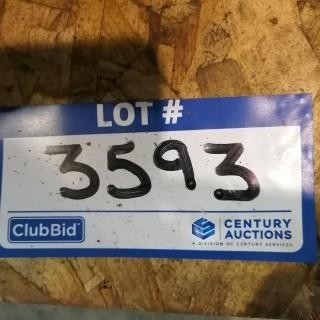 LOT #
3593
ClubBid
CENTURY
AUCTIONS
A DIVISION OF CENTURY SERVICES